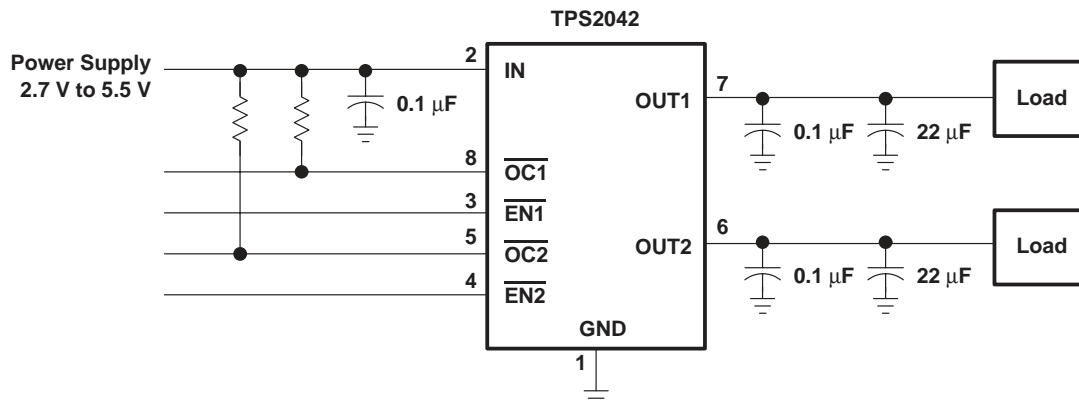 TPS2042
Power Supply
2.7 V to 5.5 V
2
IN
0.1 μF
8
OC1
3
EN1
5
OC2
4
EN2
OUT1
7
0.1 μF
22 μF
Load
OUT2
6
0.1 μF
22 μF
Load
GND
1